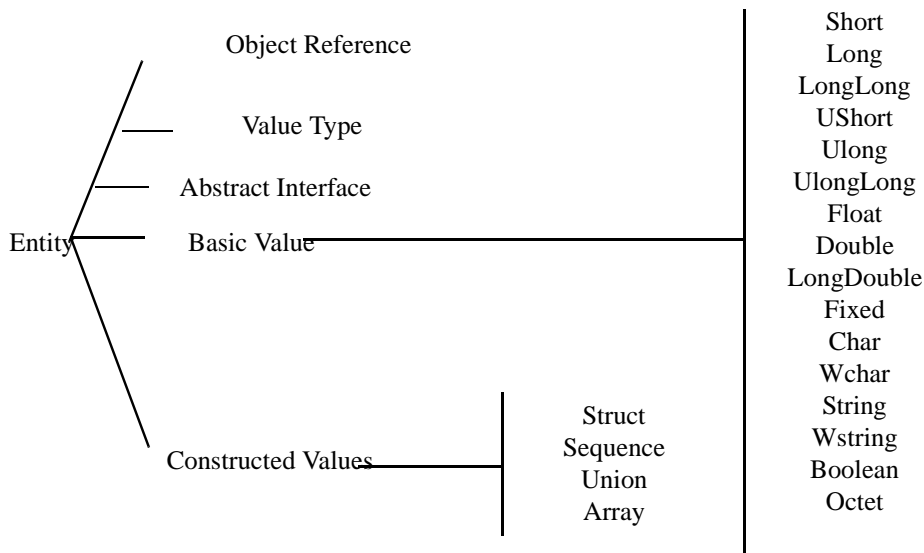 Object Reference
Value Type
Abstract Interface
Entity
Basic Value
Constructed Values
Struct
Sequence
Union
Array
Short
Long
LongLong
UShort
Ulong
UlongLong
Float
Double
LongDouble
Fixed
Char
Wchar
String
Wstring
Boolean
Octet